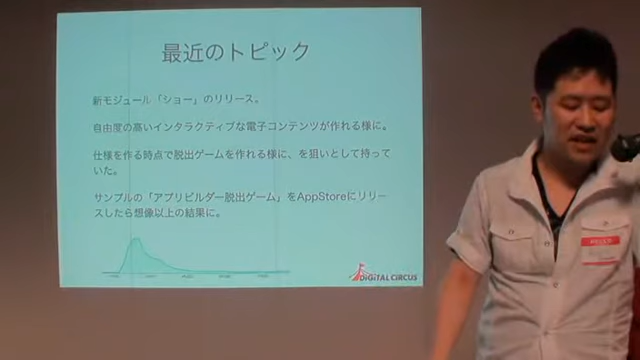 最近のトピック
新モジュール「ショー」のリリース。
自由度の高いインタラクティブな電子コンテンツが作れる様に。
仕様を作る時点で脱出ゲームを作れる様に、を狙いとして持って
いた。
サンプルの「アプリビルダー脱出ゲーム」をAppStoreにリリー
スしたら想像以上の結果に。
DIGITAL CIRCUS